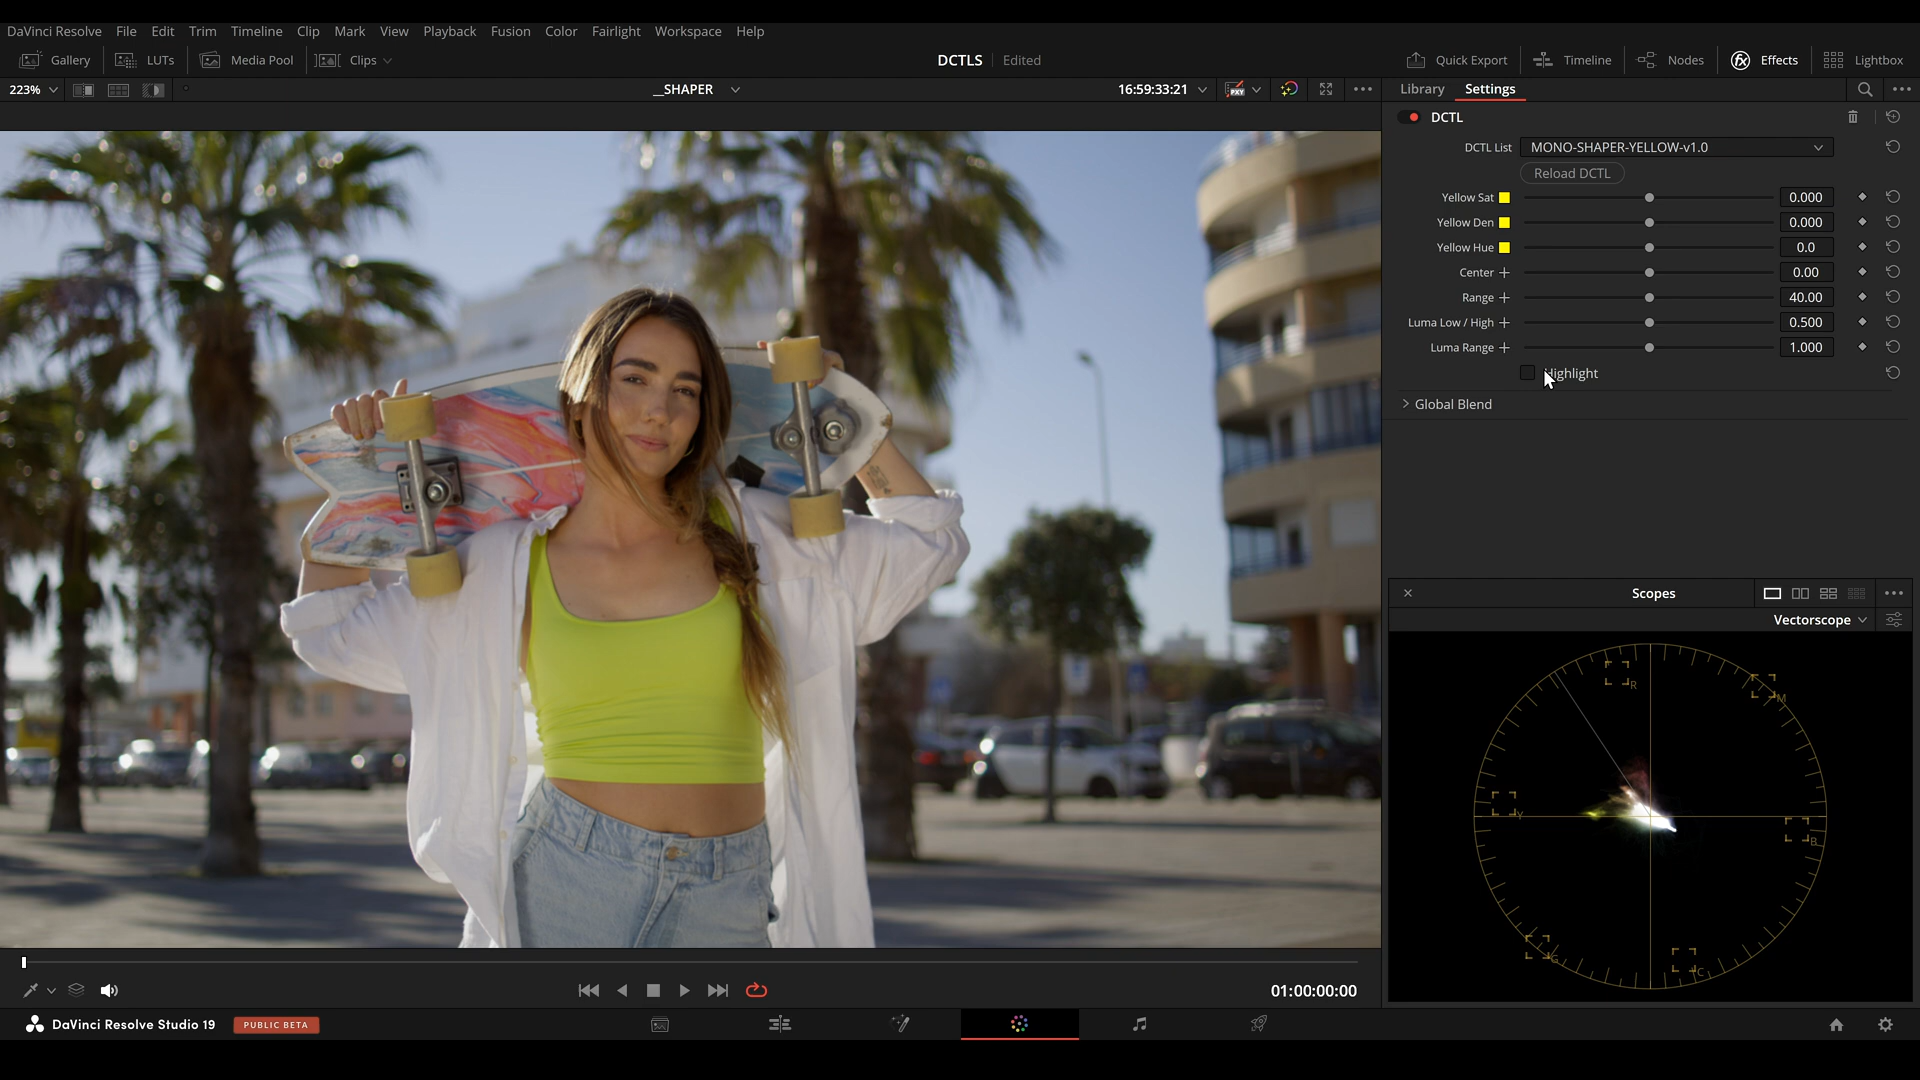 DaVinci Resolve File Edit Trim Timeline Clip Mark View Playback Fusion Color Fairlight Workspace Help
Gallery LUTs Media Pool Clips DCTLS Edited Quick Export Timeline Nodes Effects Lightbox
223% __SHAPER 16:59:33:21 PXY Library Settings
DCTL
DCTL List MONO-SHAPER-YELLOW-v1.0
Reload DCTL
Yellow Sat 0.000
Yellow Den 0.000
Yellow Hue 0.0
Center 0.00
Range 40.00
Luma Low / High 0.500
Luma Range 1.000
Highlight
Global Blend
Scopes
Vectorscope
R
M
Y
B
G
C
01:00:00:00
DaVinci Resolve Studio 19 PUBLIC BETA